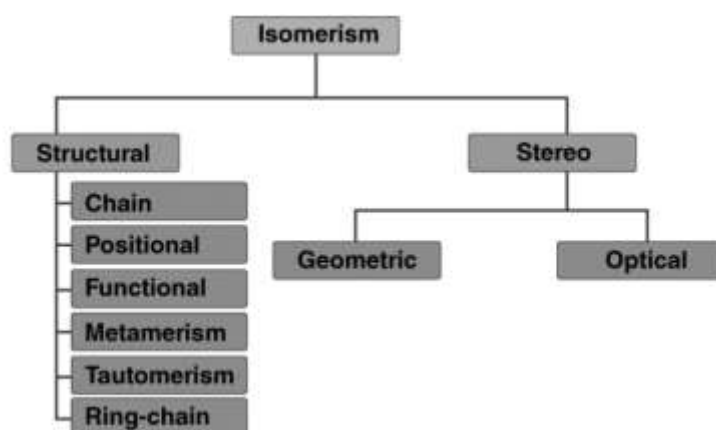 Isomerism
Structural
Stereo
Chain
Positional
Functional
Metamerism
Tautomerism
Ring-chain
Geometric
Optical